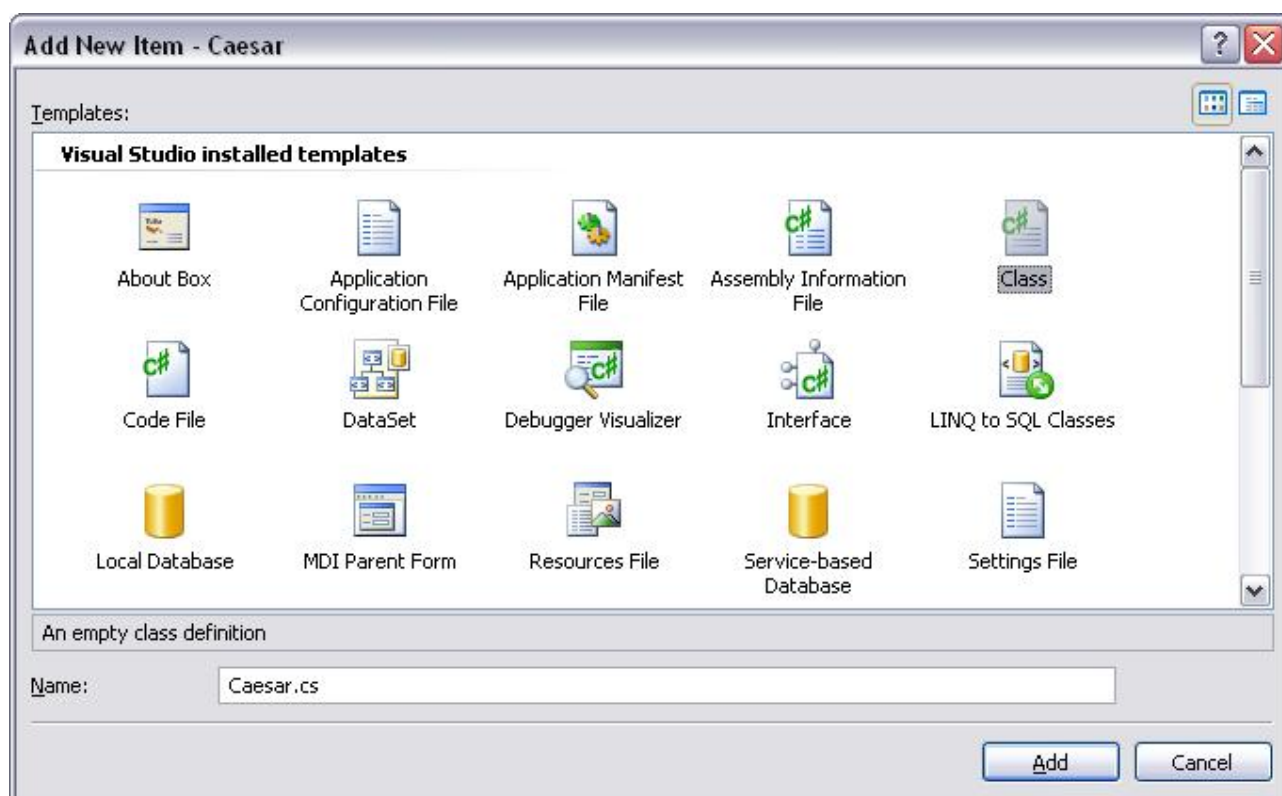 Add New Item - Caesar
Templates:
Visual Studio installed templates
About Box
Application
Configuration File
Application Manifest
File
Assembly Information
File
Class
Code File
DataSet
Debugger Visualizer
Interface
LINQ to SQL Classes
Local Database
MDI Parent Form
Resources File
Service-based
Database
Settings File
An empty class definition
Name:
Caesar.cs
Add
Cancel